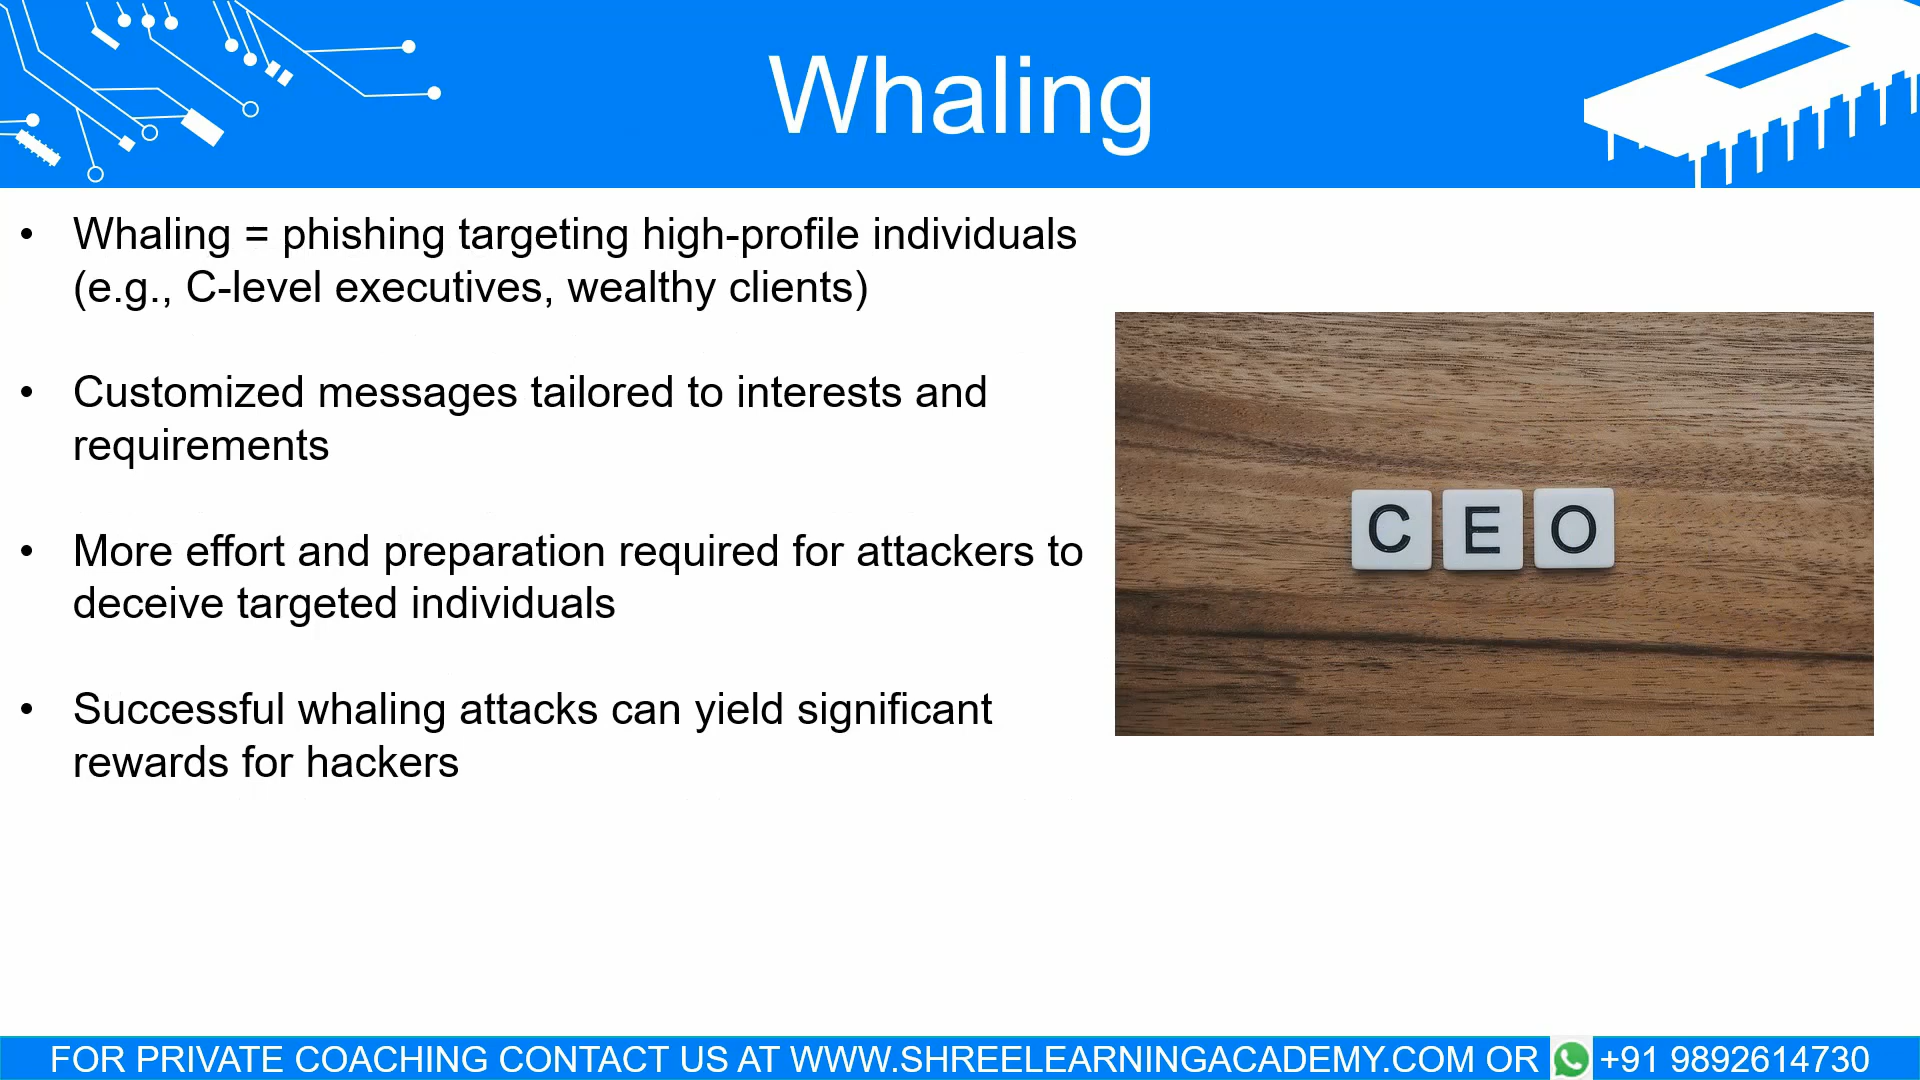 Whaling
• Whaling = phishing targeting high-profile individuals
(e.g., C-level executives, wealthy clients)
• Customized messages tailored to interests and
requirements
• More effort and preparation required for attackers to
deceive targeted individuals
• Successful whaling attacks can yield significant
rewards for hackers
CEO
FOR PRIVATE COACHING CONTACT US AT WWW.SHREELEARNINGACADEMY.COM OR +91 9892614730